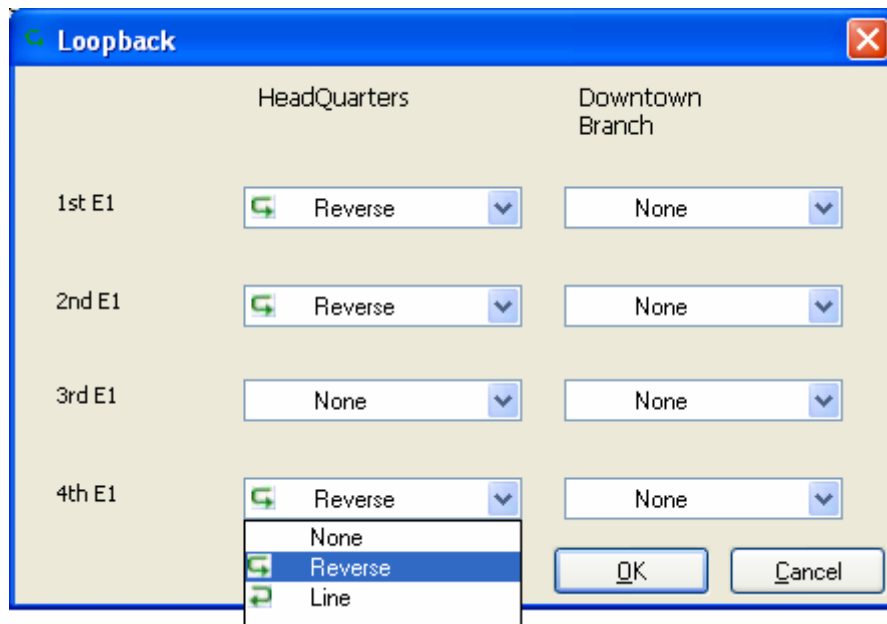 Loopback
HeadQuarters Downtown
Branch
1st E1 Reverse None
2nd E1 Reverse None
3rd E1 None None
4th E1 Reverse None
None
Reverse OK Cancel
Line